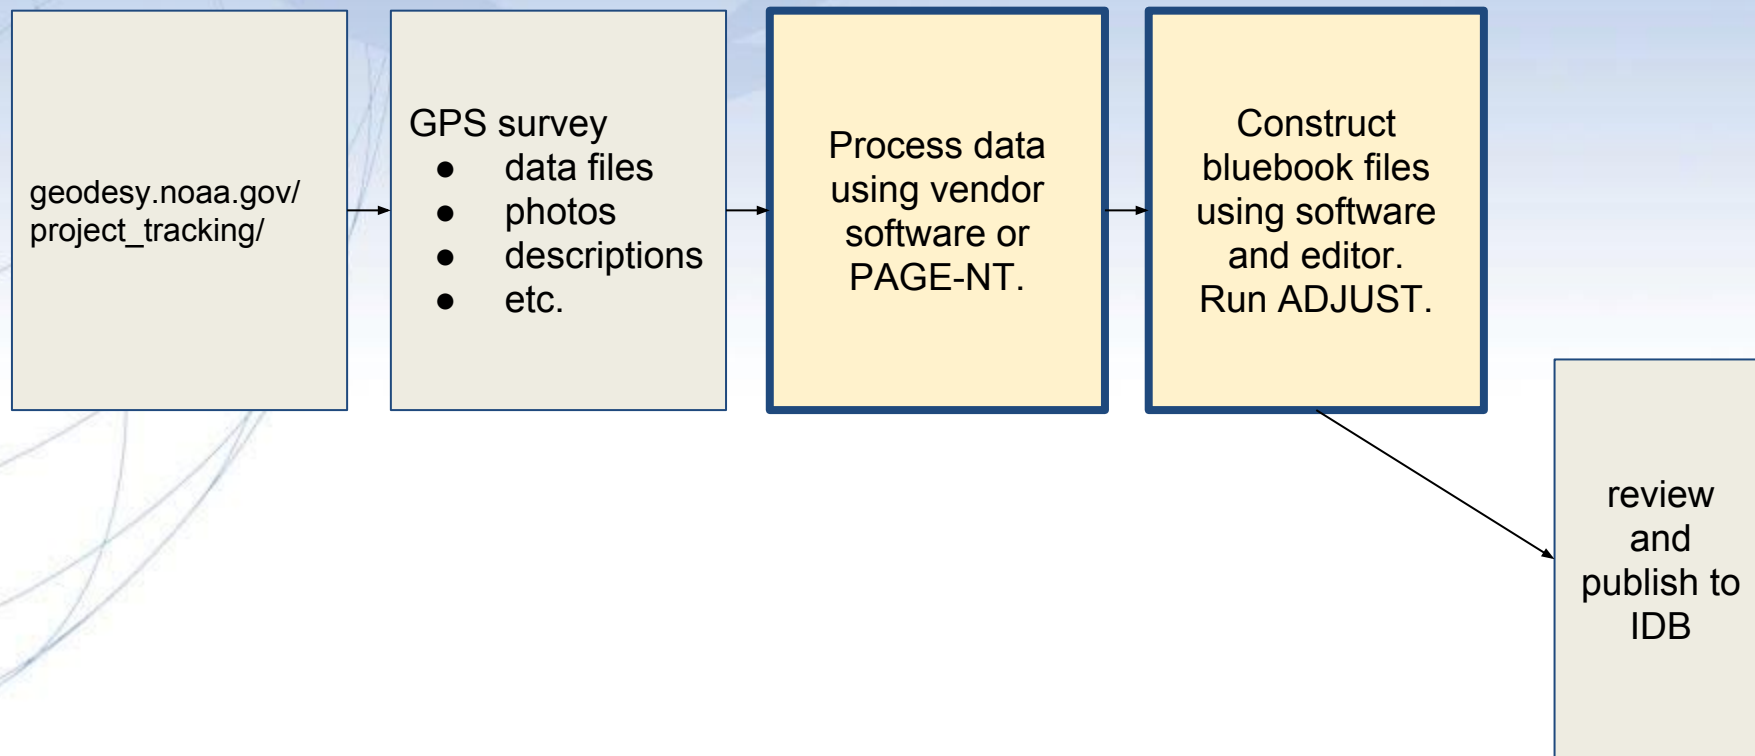 geodesy.noaa.gov/
project_tracking/
GPS survey
● data files
● photos
● descriptions
● etc.
Process data
using vendor
software or
PAGE-NT.
Construct
bluebook files
using software
and editor.
Run ADJUST.
review
and
publish to
IDB